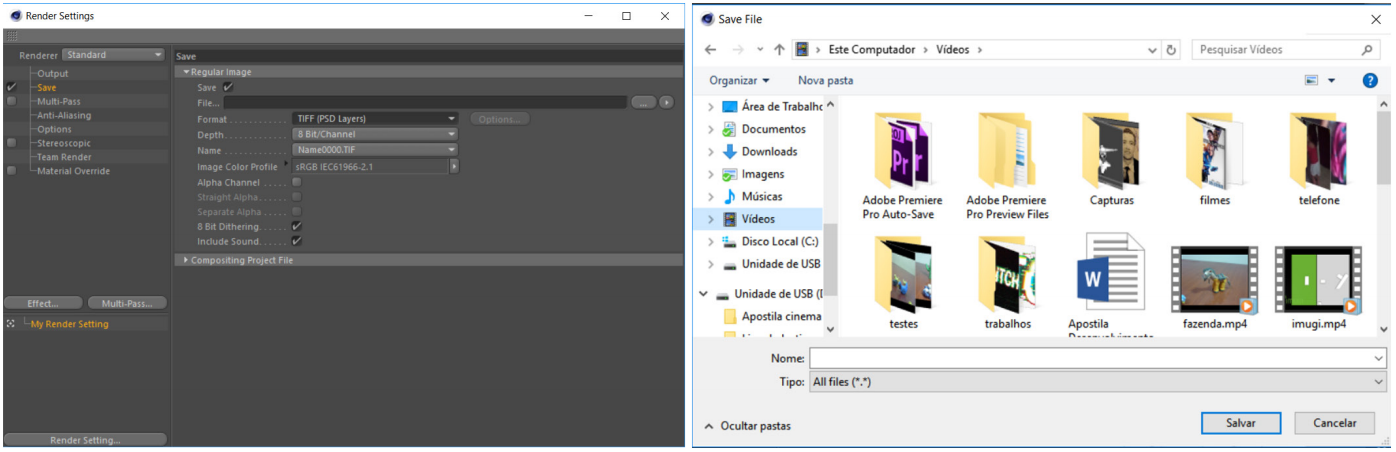 Render Settings
Renderer Standard
Output
Save
Multi-Pass
Anti-Aliasing
Options
Stereoscopic
Team Render
Material Override
Effect...
Multi-Pass...
My Render Setting
Render Setting...
Save
Regular Image
Save
File...
...
Format TIFF (PSD Layers)
Options...
Depth 8 Bit/Channel
Name Name0000.TIF
Image Color Profile sRGB IEC61966-2.1
Alpha Channel
Straight Alpha
Separate Alpha
8 Bit Dithering
Include Sound
Compositing Project File
Save File
Este Computador > Vídeos >
Pesquisar Vídeos
Organizar
Nova pasta
Área de Trabalho
Documentos
Downloads
Imagens
Músicas
Vídeos
Disco Local (C:)
Unidade de USB
Unidade de USB (
Apostila cinema
Adobe Premiere
Pro Auto-Save
Adobe Premiere
Pro Preview Files
Capturas
filmes
telefone
testes
trabalhos
Apostila
fazenda.mp4
imugi.mp4
Nome:
Tipo: All files (*.*)
Ocultar pastas
Salvar
Cancelar